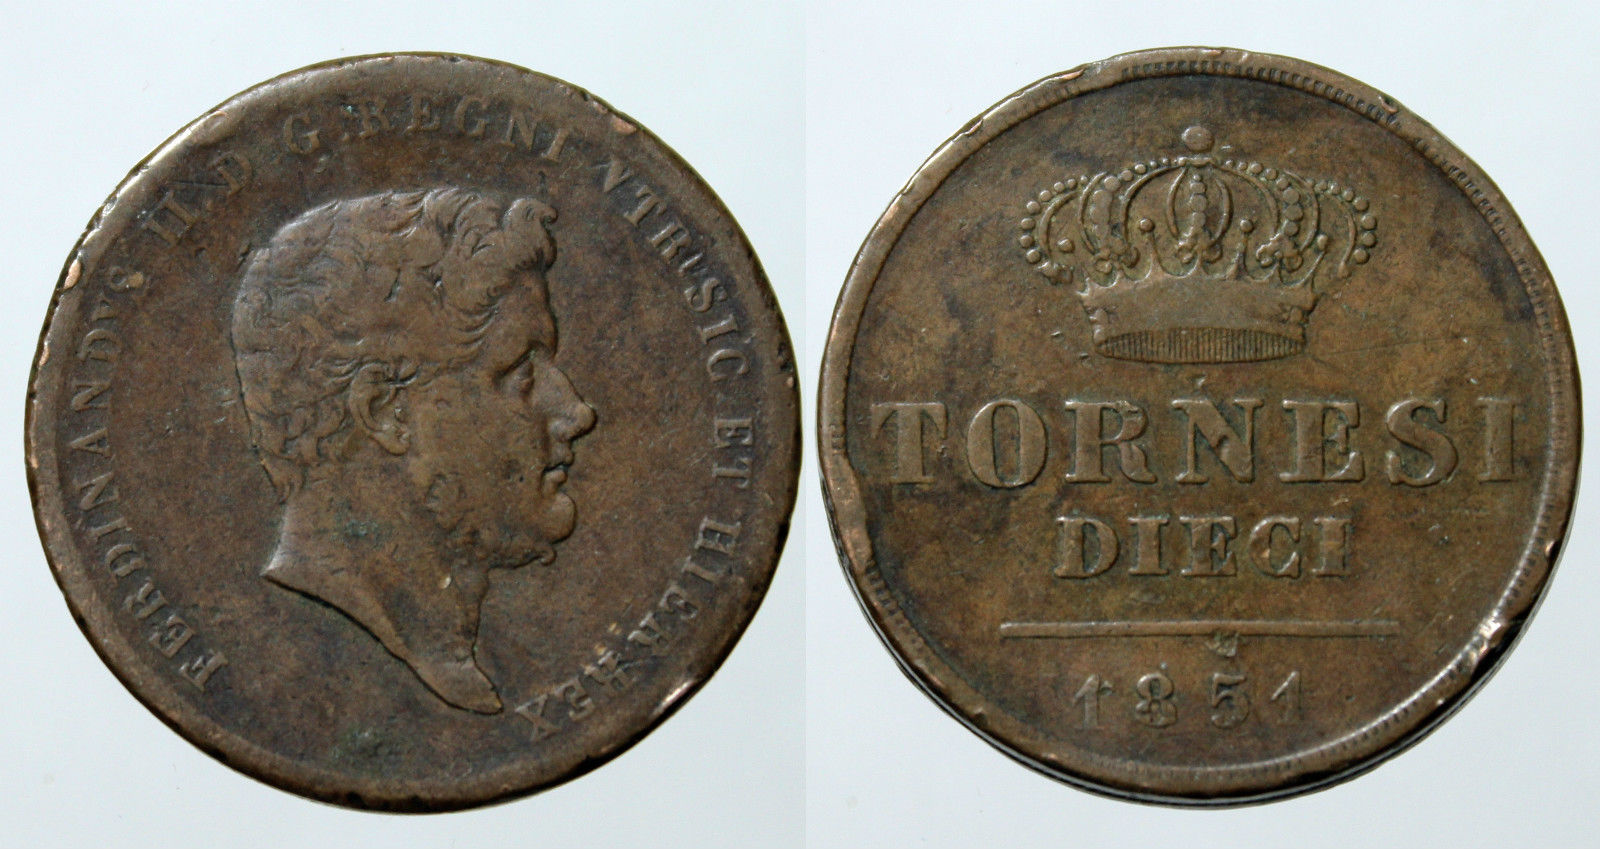 FERDINANDVS II. D. G. REGNI VTR. SIC. ET HIER. REX
TORNESI
DIECI
1851